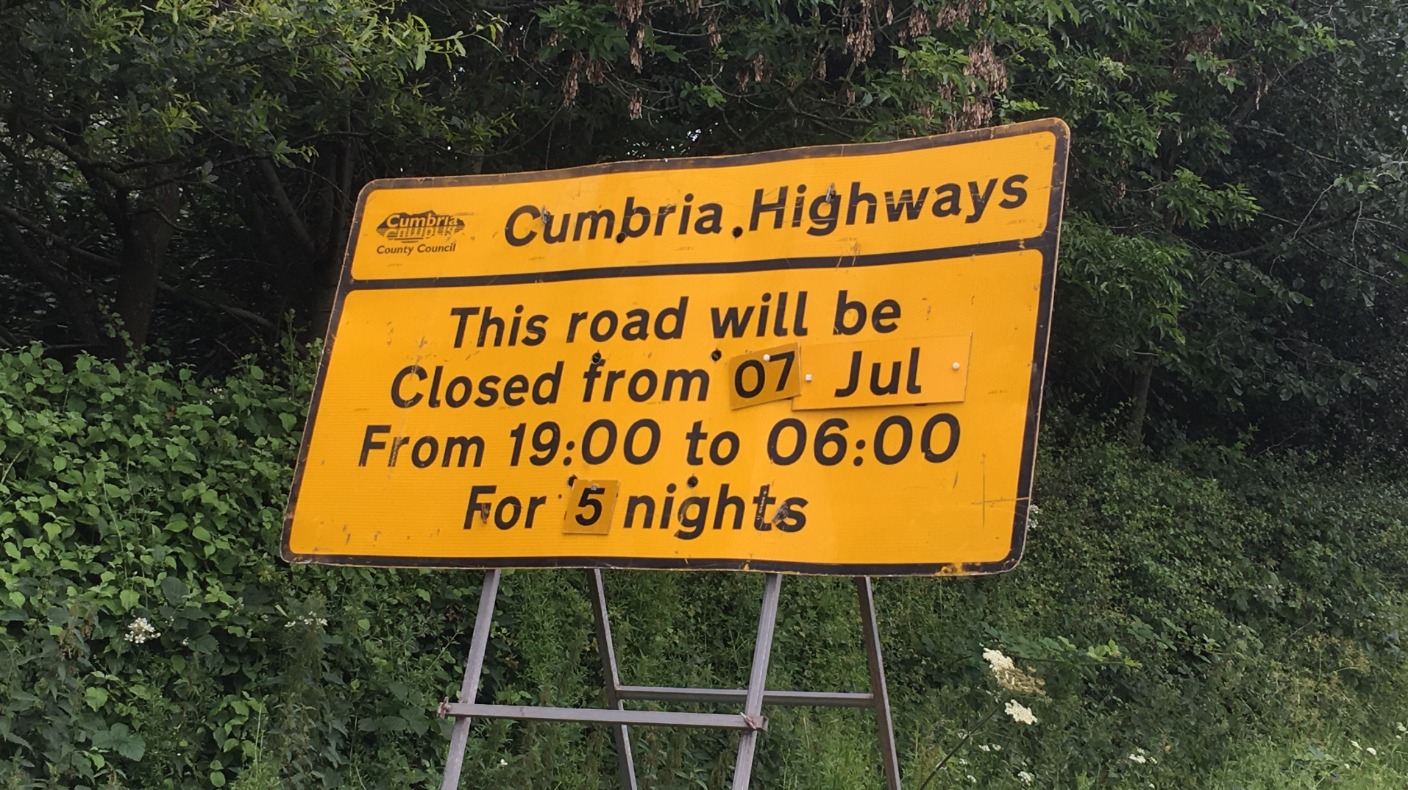 Cumbria
County Council
Cumbria Highways
This road will be
Closed from 07 Jul
From 19:00 to 06:00
For 5 nights